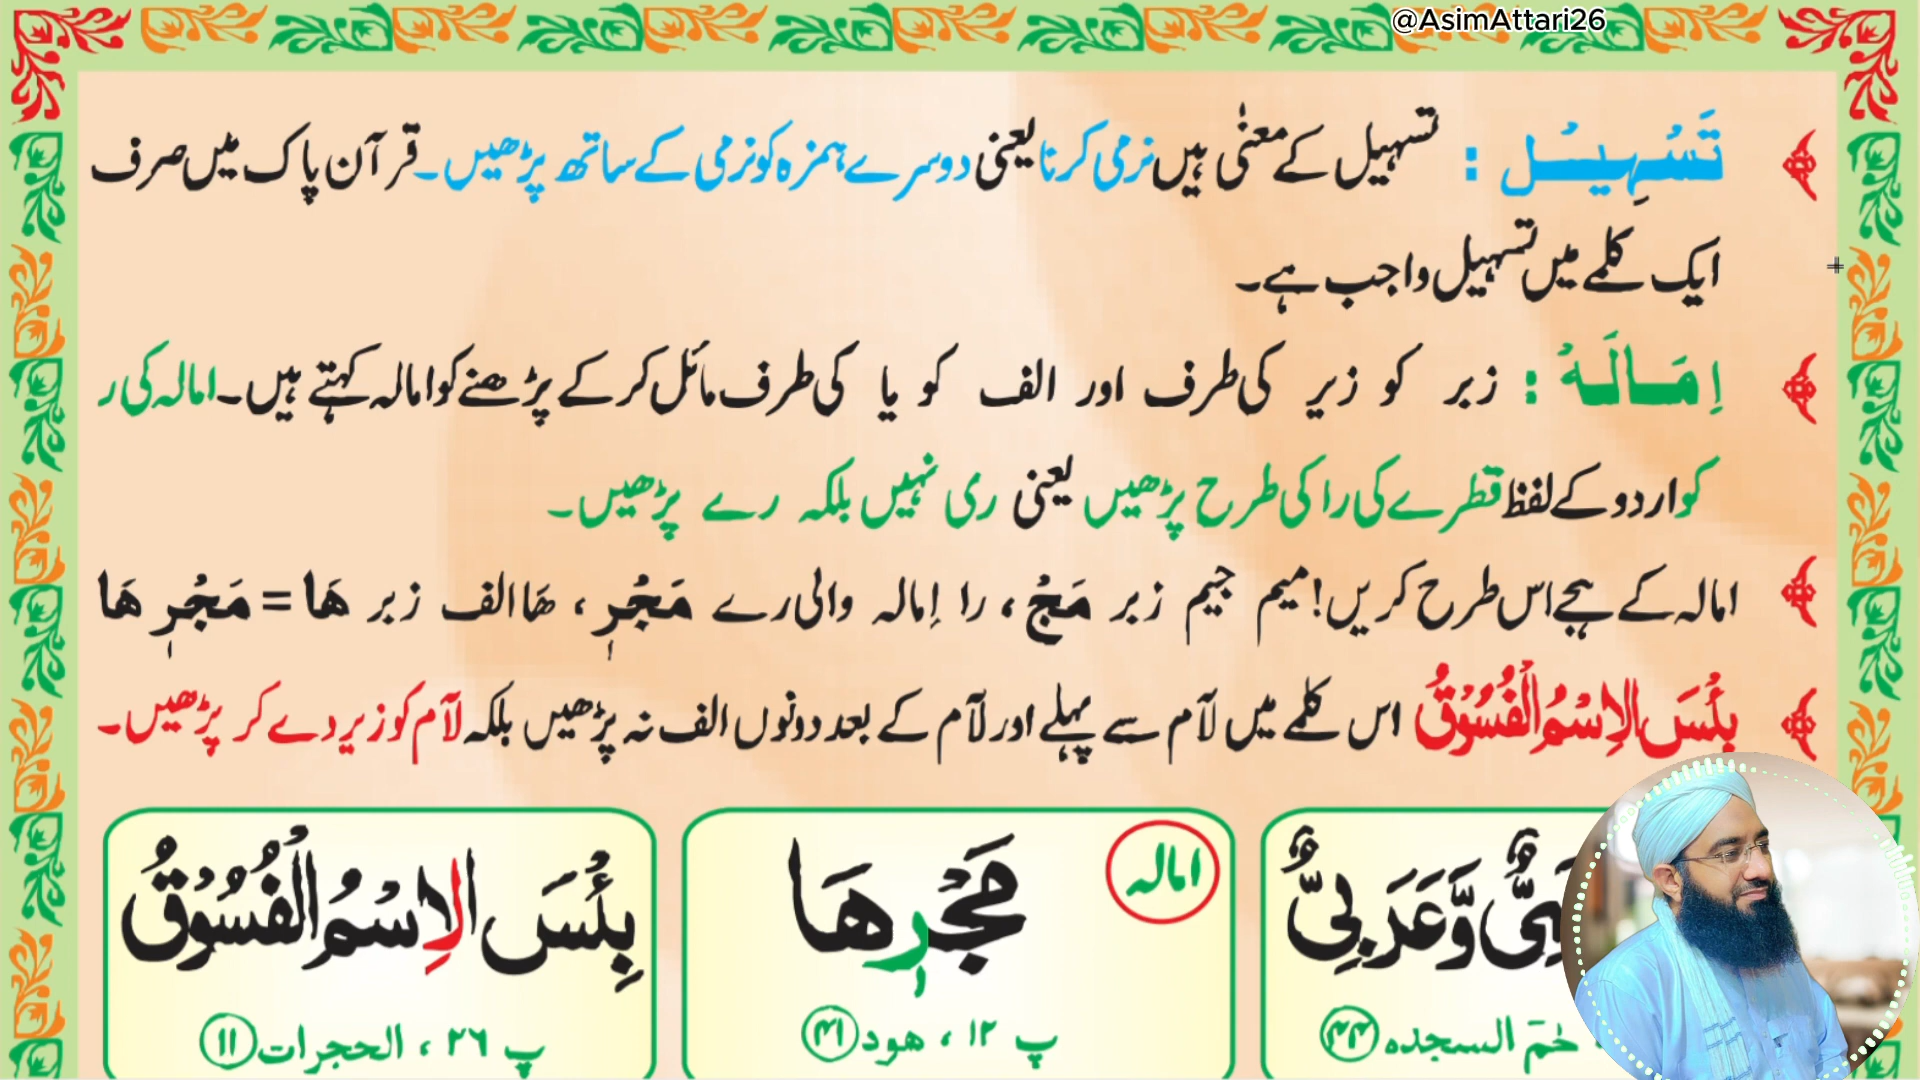 @AsimAttari26
تَسْہِیْل : تسہیل کے معنٰی ہیں نرمی کرنا یعنی دوسرے ہمزہ کو نرمی کے ساتھ پڑھیں۔ قرآن پاک میں صرف
ایک کلمے میں تسہیل واجب ہے۔
اِمَالَہْ : زبر کو زیر کی طرف اور الف کو یا کی طرف مائل کر کے پڑھنے کو امالہ کہتے ہیں۔ امالہ کی ر
کو اردو کے لفظ قطرے کی را کی طرح پڑھیں یعنی ری نہیں بلکہ رے پڑھیں۔
امالہ کے ہجے اس طرح کریں! میم جیم زبر مَجْ ، را اِمالہ والی رے مَجْرٖ ، ھَا الف زبر ھَا = مَجْرٖ ھَا
بِئْسَ الِاسْمُ الْفُسُوْقُ اس کلمے میں لآم سے پہلے اور لآم کے بعد دونوں الف نہ پڑھیں بلکہ لآم کو زیر دے کر پڑھیں۔
وَّعَرَبِیٌّ
حٰمٓ السجدہ ۴۴
امالہ
مَجْرٖھَا
پ ۱۲ ، ھود ۴۱
بِئْسَ الِاسْمُ الْفُسُوْقُ
پ ۲۶ ، الحجرات ۱۱